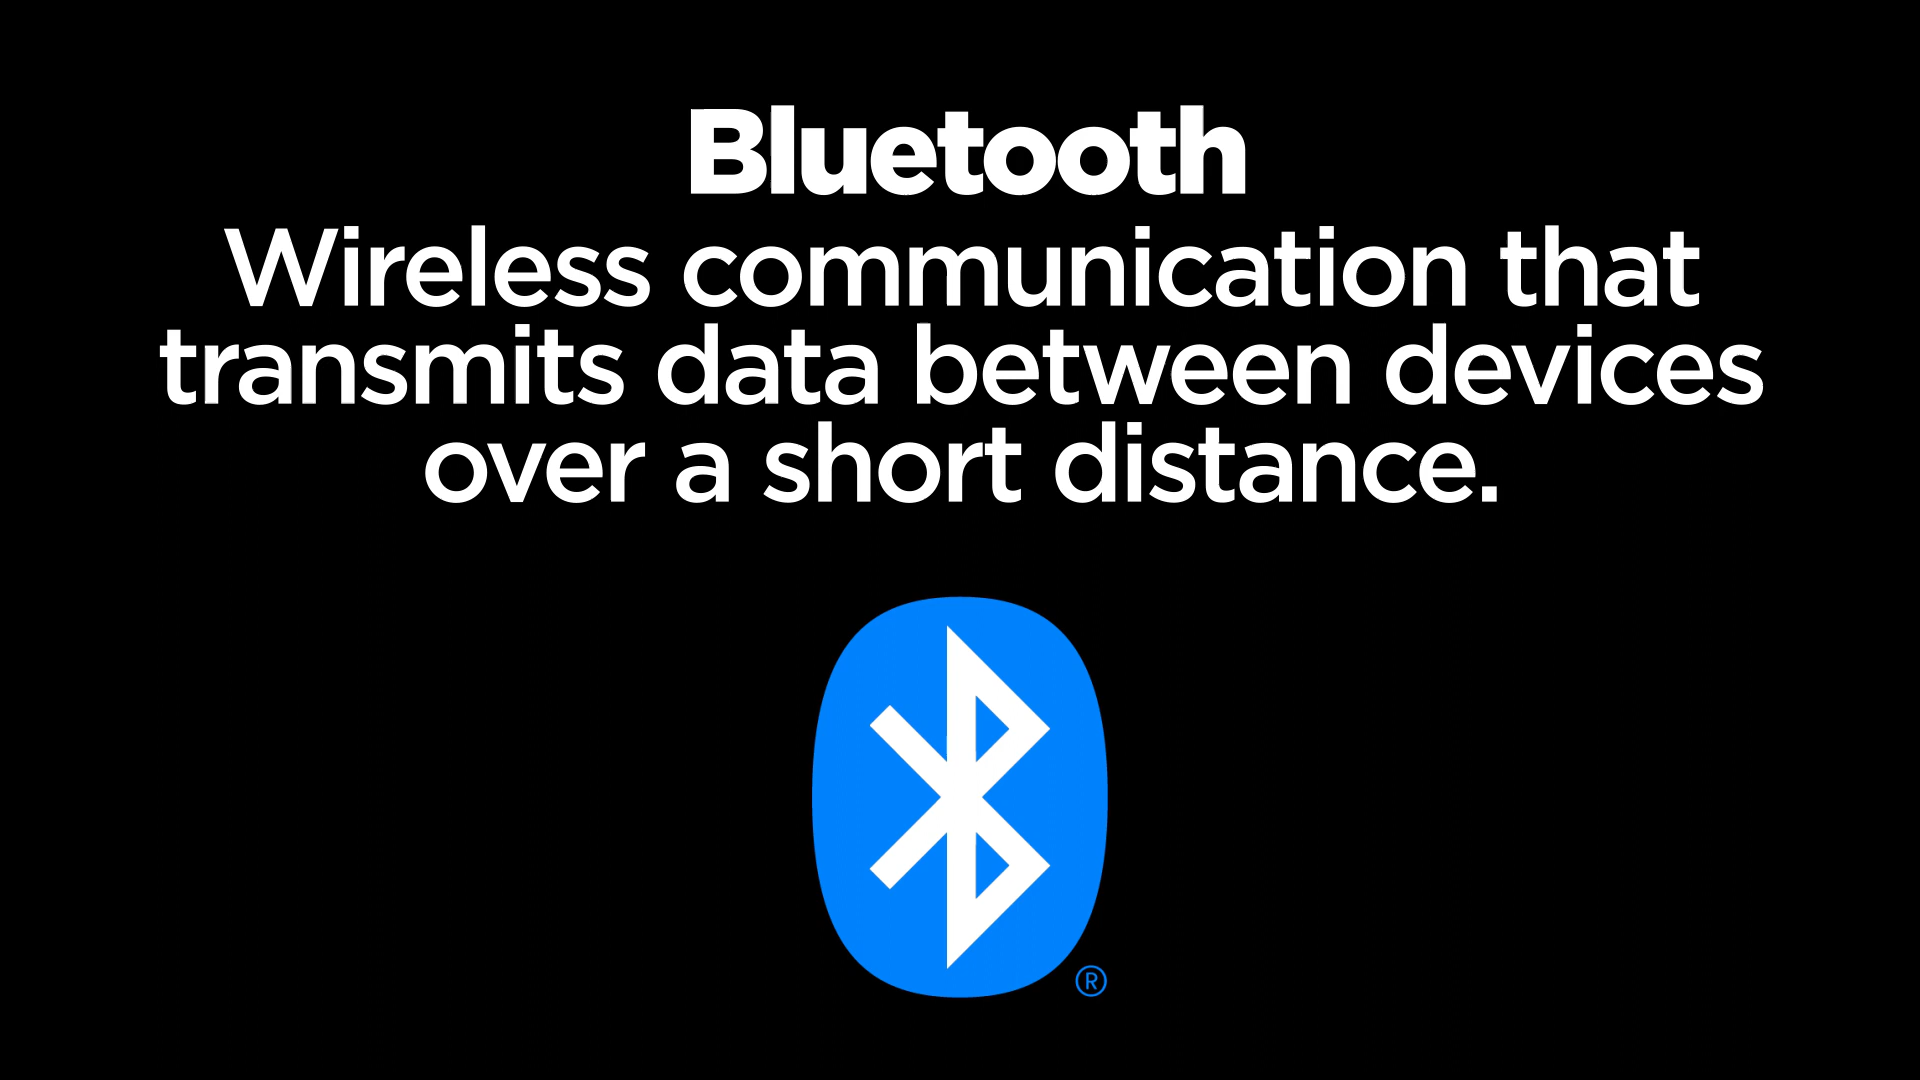 Bluetooth
Wireless communication that
transmits data between devices
over a short distance.
®